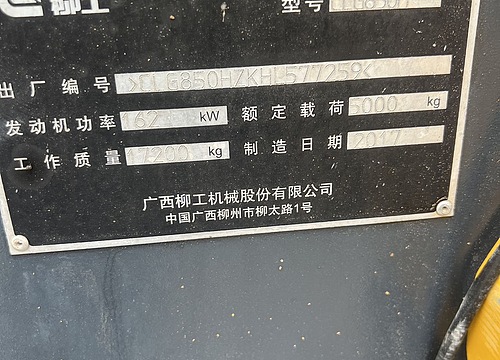 柳工 型号 CLG850H
出厂编号 >CLG850HZKHL577259<
发动机功率 162 kW 额定载荷 5000 kg
工作质量 17200 kg 制造日期 2017
广西柳工机械股份有限公司
中国广西柳州市柳太路1号